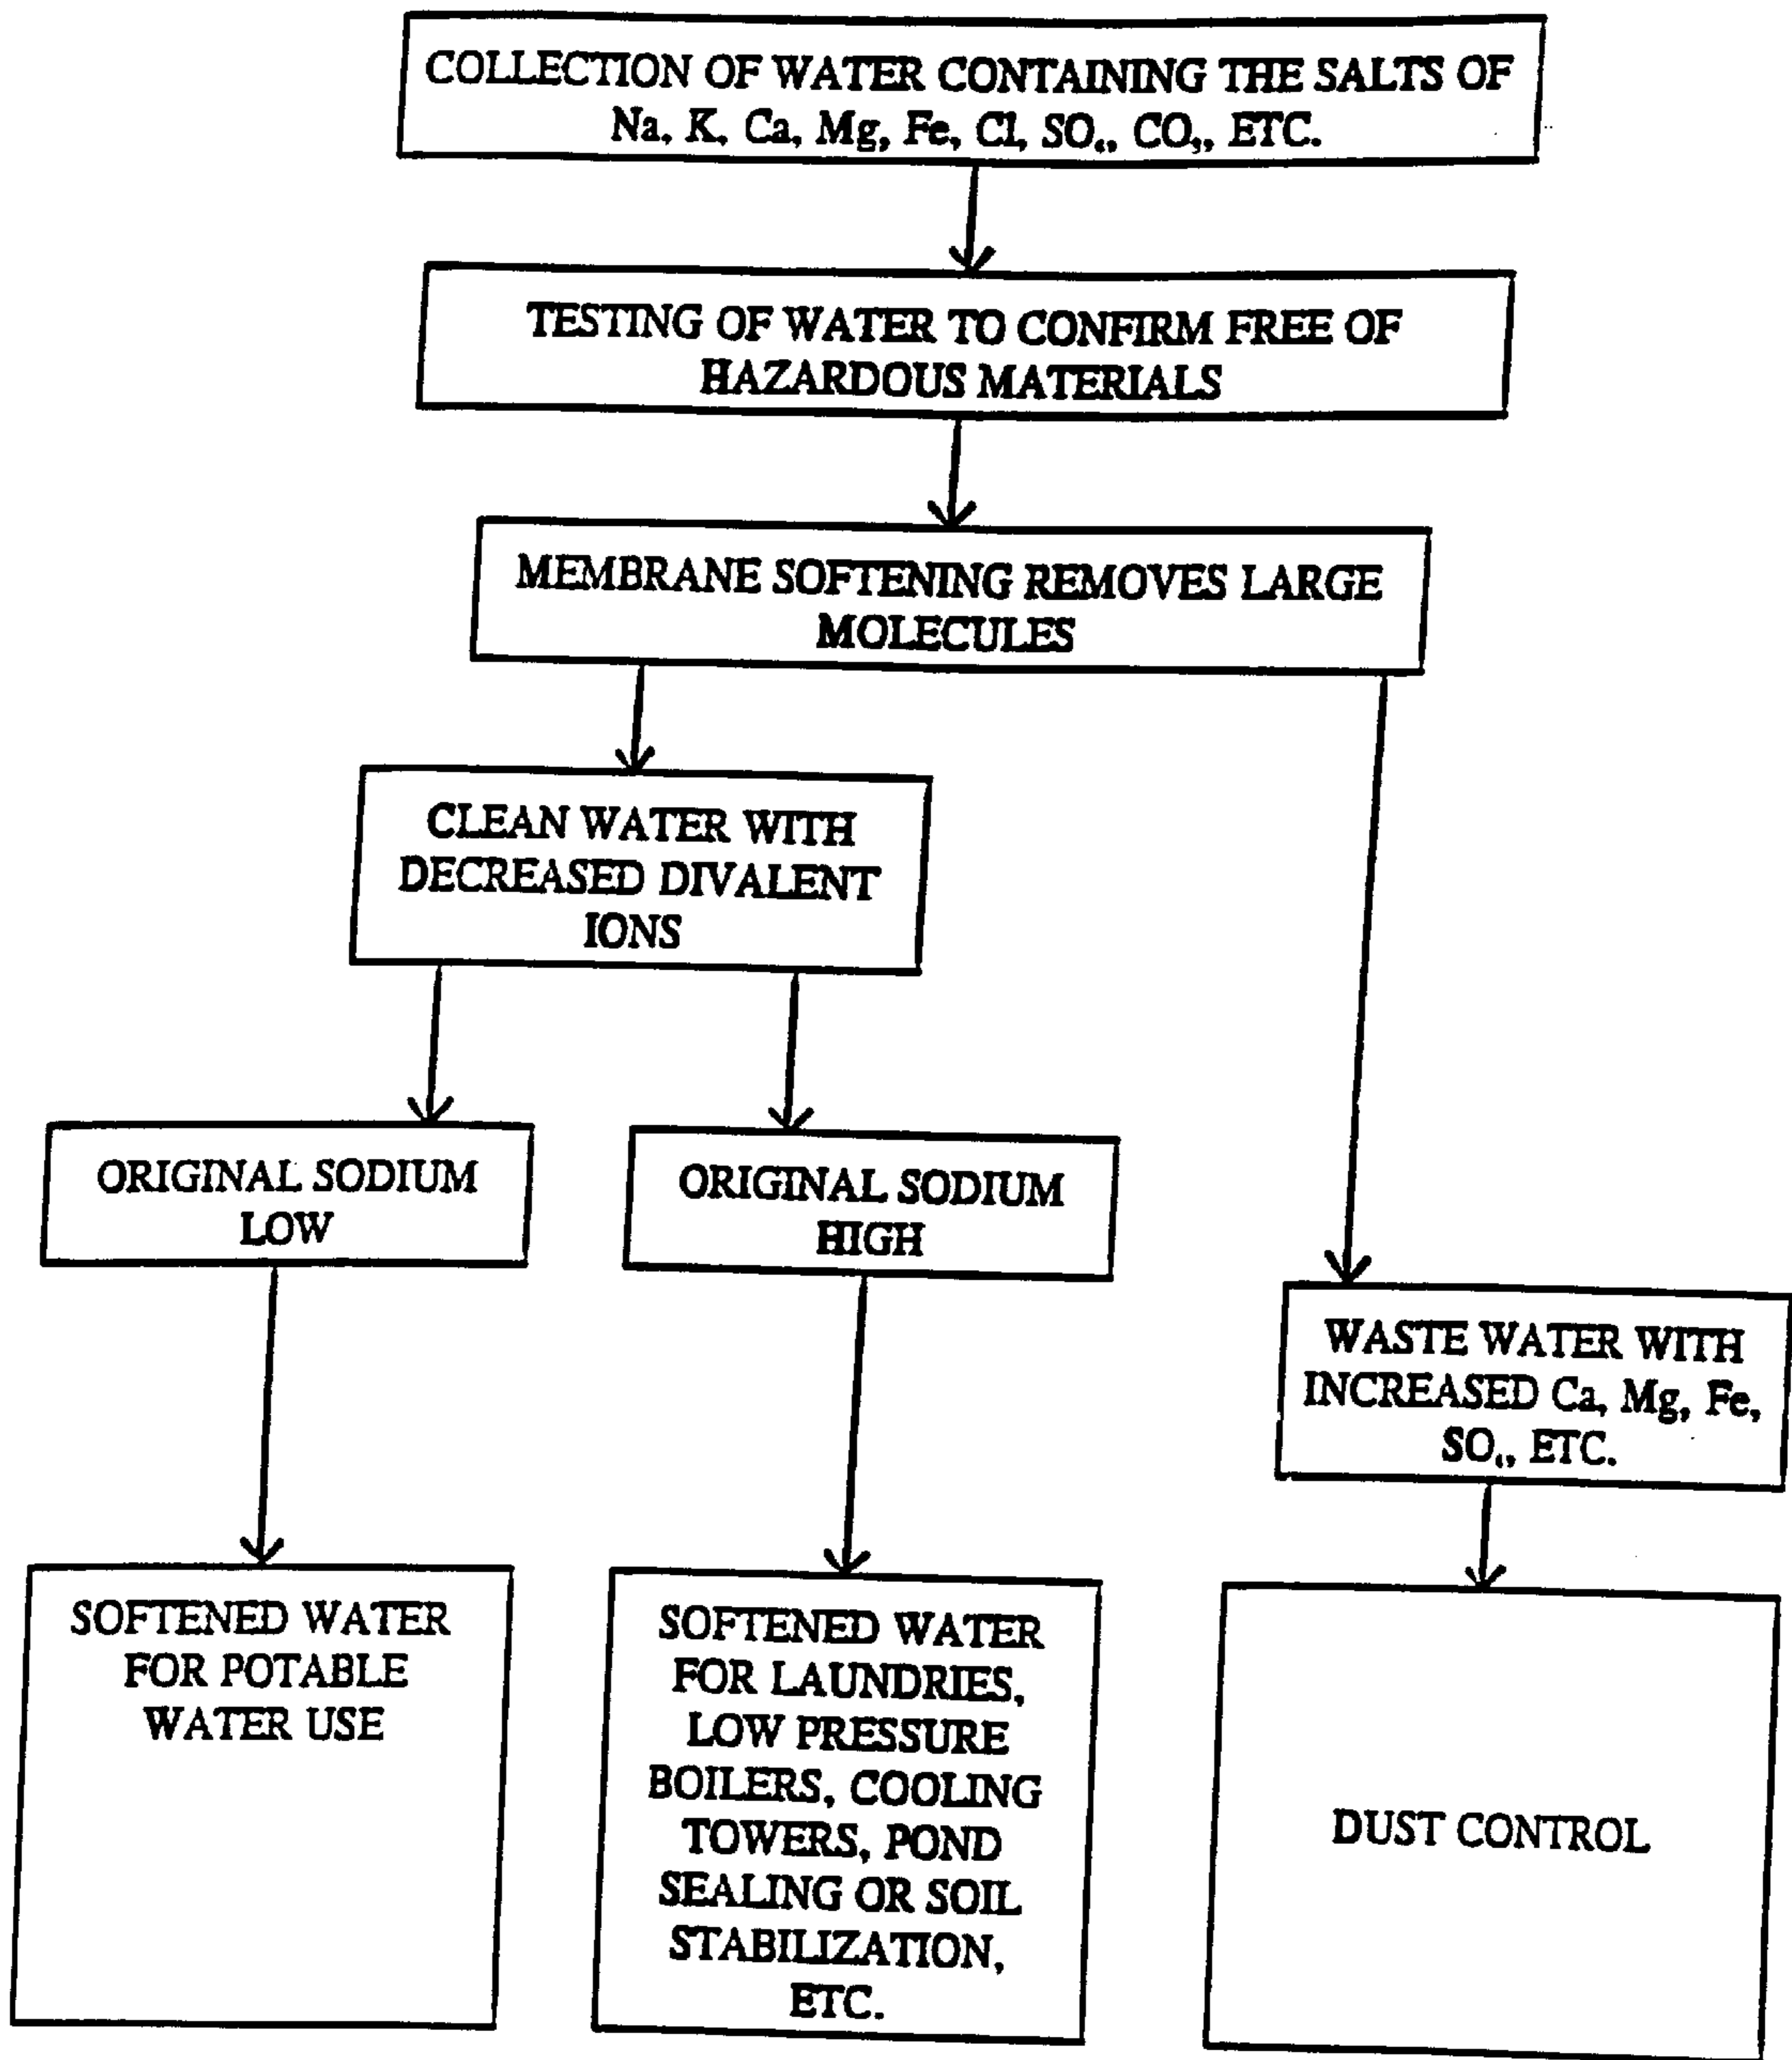 COLLECTION OF WATER CONTAINING THE SALTS OF
Na, K, Ca, Mg, Fe, Cl, SO₄, CO₃, ETC.
TESTING OF WATER TO CONFIRM FREE OF
HAZARDOUS MATERIALS
MEMBRANE SOFTENING REMOVES LARGE
MOLECULES
CLEAN WATER WITH
DECREASED DIVALENT
IONS
ORIGINAL SODIUM
LOW
ORIGINAL SODIUM
HIGH
WASTE WATER WITH
INCREASED Ca, Mg, Fe,
SO₄, ETC.
SOFTENED WATER
FOR POTABLE
WATER USE
SOFTENED WATER
FOR LAUNDRIES,
LOW PRESSURE
BOILERS, COOLING
TOWERS, POND
SEALING OR SOIL
STABILIZATION,
ETC.
DUST CONTROL